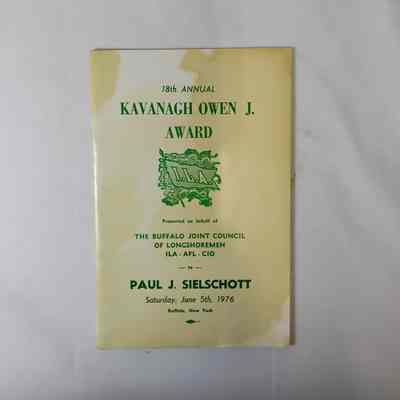 18th ANNUAL
KAVANAGH OWEN J.
AWARD
I.L.A.
Presented on behalf of
THE BUFFALO JOINT COUNCIL
OF LONGSHOREMEN
ILA - AFL - CIO
to
PAUL J. SIELSCHOTT
Saturday, June 5th, 1976
Buffalo, New York